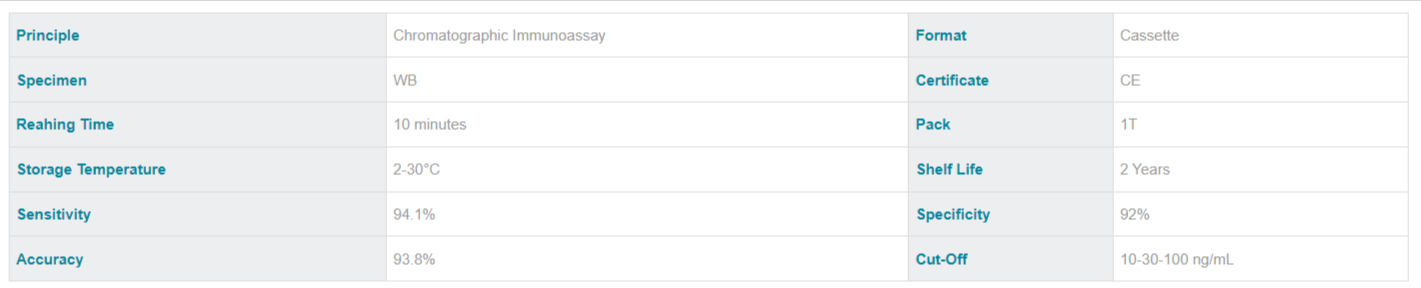 Principle Chromatographic Immunoassay Format Cassette
Specimen WB Certificate CE
Reahing Time 10 minutes Pack 1T
Storage Temperature 2-30°C Shelf Life 2 Years
Sensitivity 94.1% Specificity 92%
Accuracy 93.8% Cut-Off 10-30-100 ng/mL